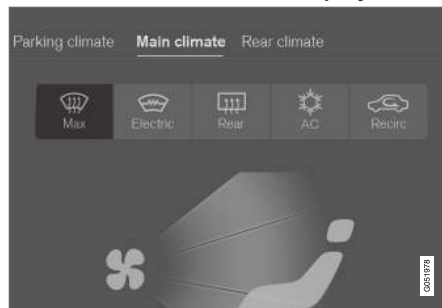 Parking climate Main climate Rear climate
Max Electric Rear AC Recirc
G051978